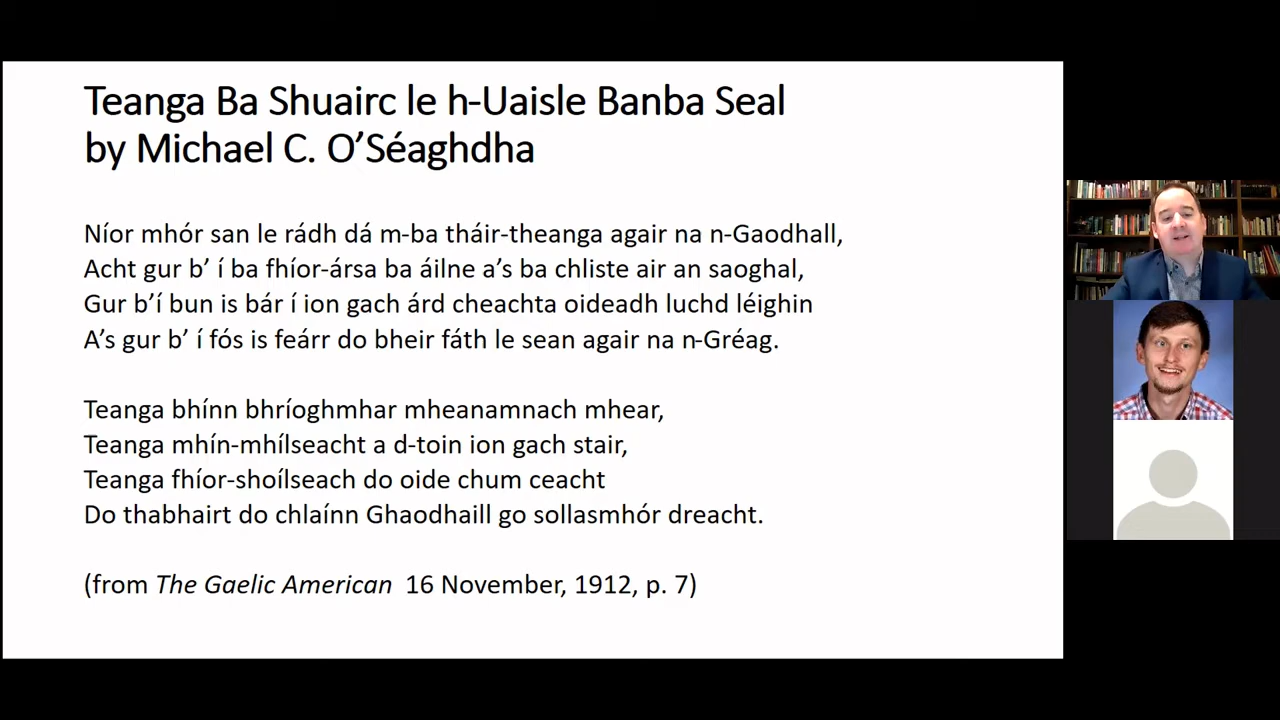 Teanga Ba Shuairc le h-Uaisle Banba Seal
by Michael C. O’Séaghdha
Níor mhór san le rádh dá m-ba tháir-theanga agair na n-Gaodhall,
Acht gur b’ í ba fhíor-ársa ba áilne a’s ba chliste air an saoghal,
Gur b’í bun is bár í ion gach árd cheachta oideadh luchd léighin
A’s gur b’ í fós is feárr do bheir fáth le sean agair na n-Gréag.
Teanga bhínn bhríoghmhar mheanamnach mhear,
Teanga mhín-mhílseacht a d-toin ion gach stair,
Teanga fhíor-shoílseach do oide chum ceacht
Do thabhairt do chlaínn Ghaodhaill go sollasmhór dreacht.
(from The Gaelic American 16 November, 1912, p. 7)